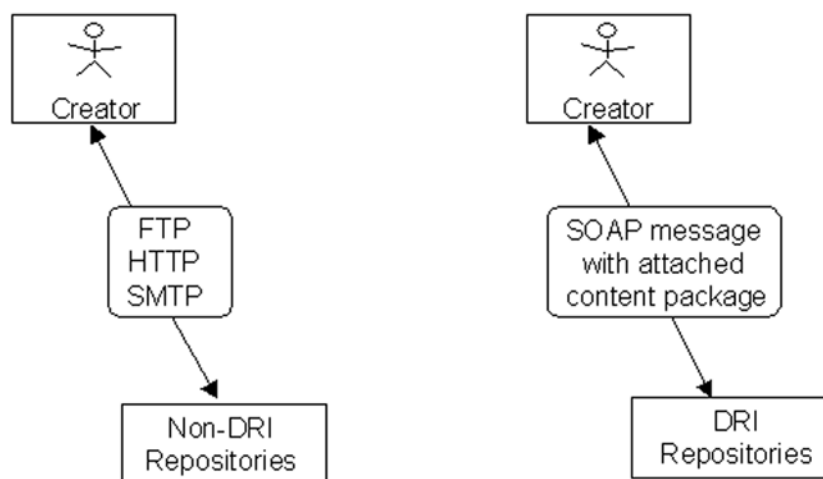 Creator
FTP
HTTP
SMTP
Non-DRI
Repositories
Creator
SOAP message
with attached
content package
DRI
Repositories